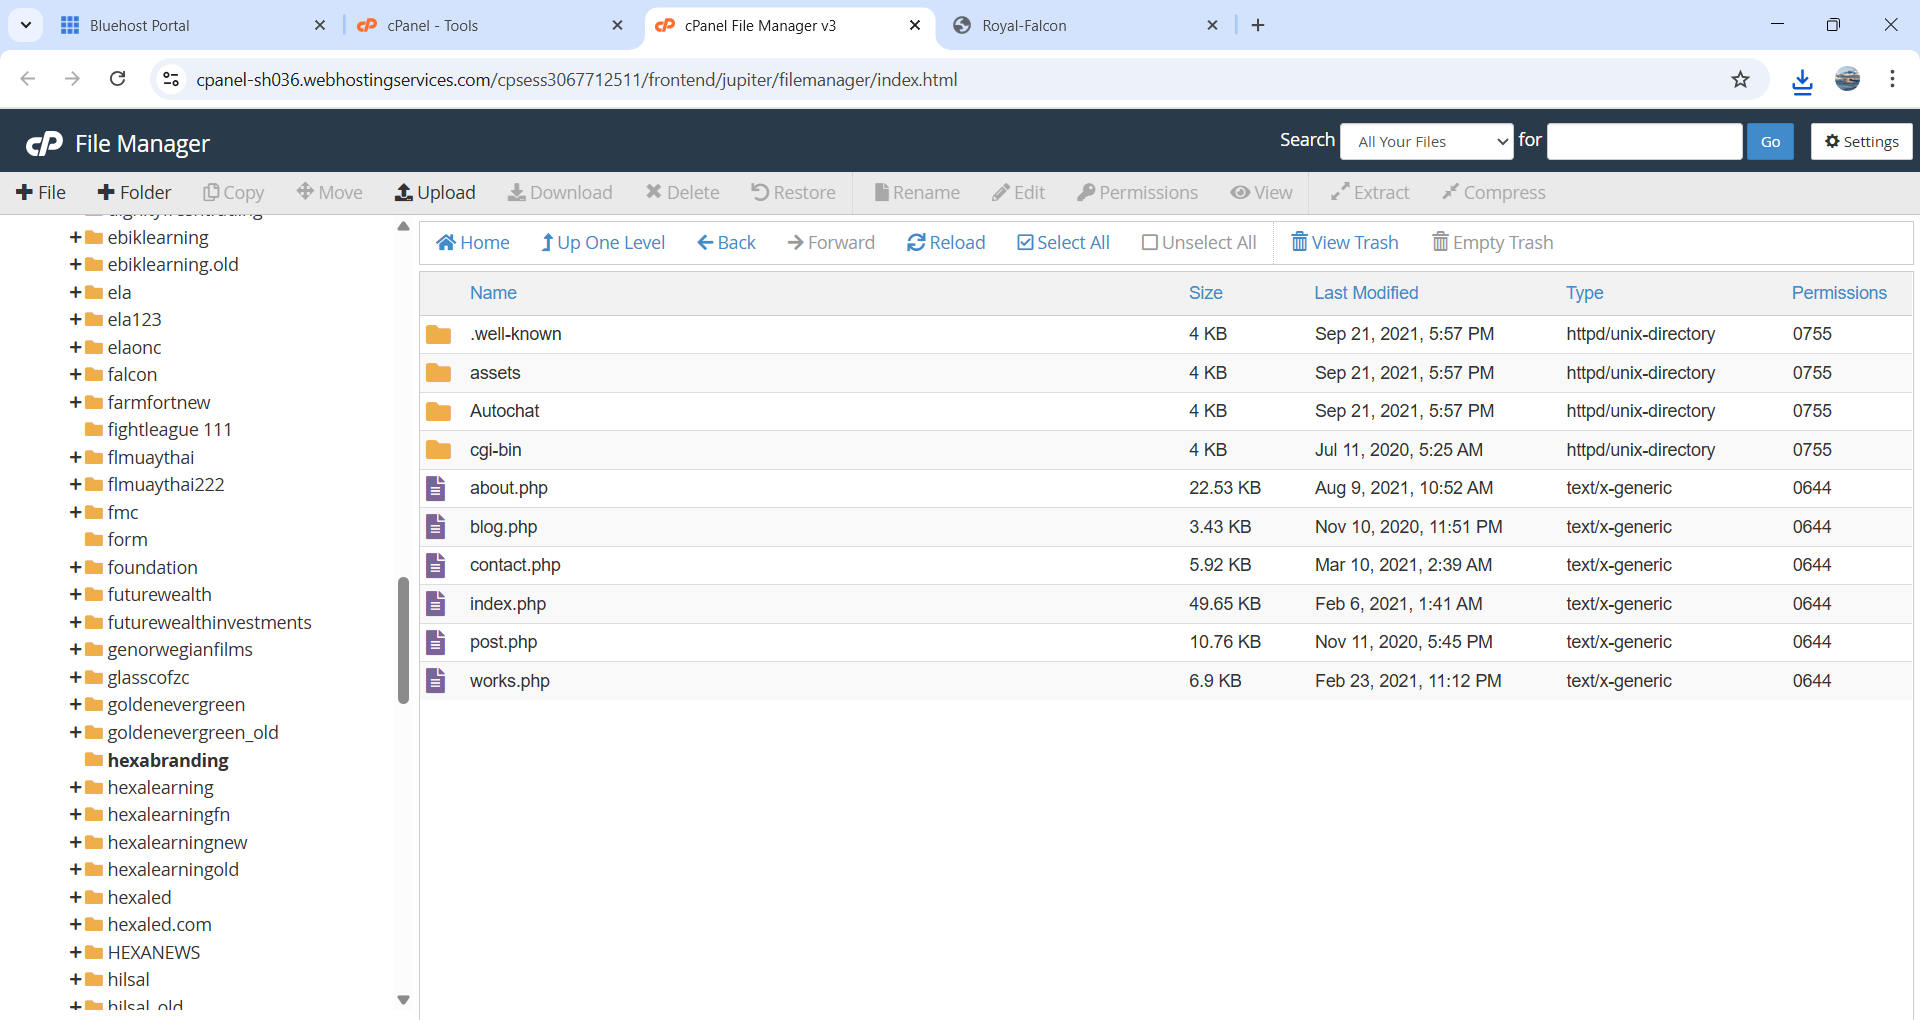 Bluehost Portal
cPanel - Tools
cPanel File Manager v3
Royal-Falcon
cpanel-sh036.webhostingservices.com/cpsess3067712511/frontend/jupiter/filemanager/index.html
cP File Manager
Search All Your Files for Go Settings
File Folder Copy Move Upload Download Delete Restore Rename Edit Permissions View Extract Compress
ebiklearning
ebiklearning.old
ela
ela123
elaonc
falcon
farmfortnew
fightleague 111
flmuaythai
flmuaythai222
fmc
form
foundation
futurewealth
futurewealthinvestments
genorwegianfilms
glasscofzc
goldenevergreen
goldenevergreen_old
hexabranding
hexalearning
hexalearningfn
hexalearningnew
hexalearningold
hexaled
hexaled.com
HEXANEWS
hilsal
hilsal_old
Home Up One Level Back Forward Reload Select All Unselect All View Trash Empty Trash
Name Size Last Modified Type Permissions
.well-known 4 KB Sep 21, 2021, 5:57 PM httpd/unix-directory 0755
assets 4 KB Sep 21, 2021, 5:57 PM httpd/unix-directory 0755
Autochat 4 KB Sep 21, 2021, 5:57 PM httpd/unix-directory 0755
cgi-bin 4 KB Jul 11, 2020, 5:25 AM httpd/unix-directory 0755
about.php 22.53 KB Aug 9, 2021, 10:52 AM text/x-generic 0644
blog.php 3.43 KB Nov 10, 2020, 11:51 PM text/x-generic 0644
contact.php 5.92 KB Mar 10, 2021, 2:39 AM text/x-generic 0644
index.php 49.65 KB Feb 6, 2021, 1:41 AM text/x-generic 0644
post.php 10.76 KB Nov 11, 2020, 5:45 PM text/x-generic 0644
works.php 6.9 KB Feb 23, 2021, 11:12 PM text/x-generic 0644